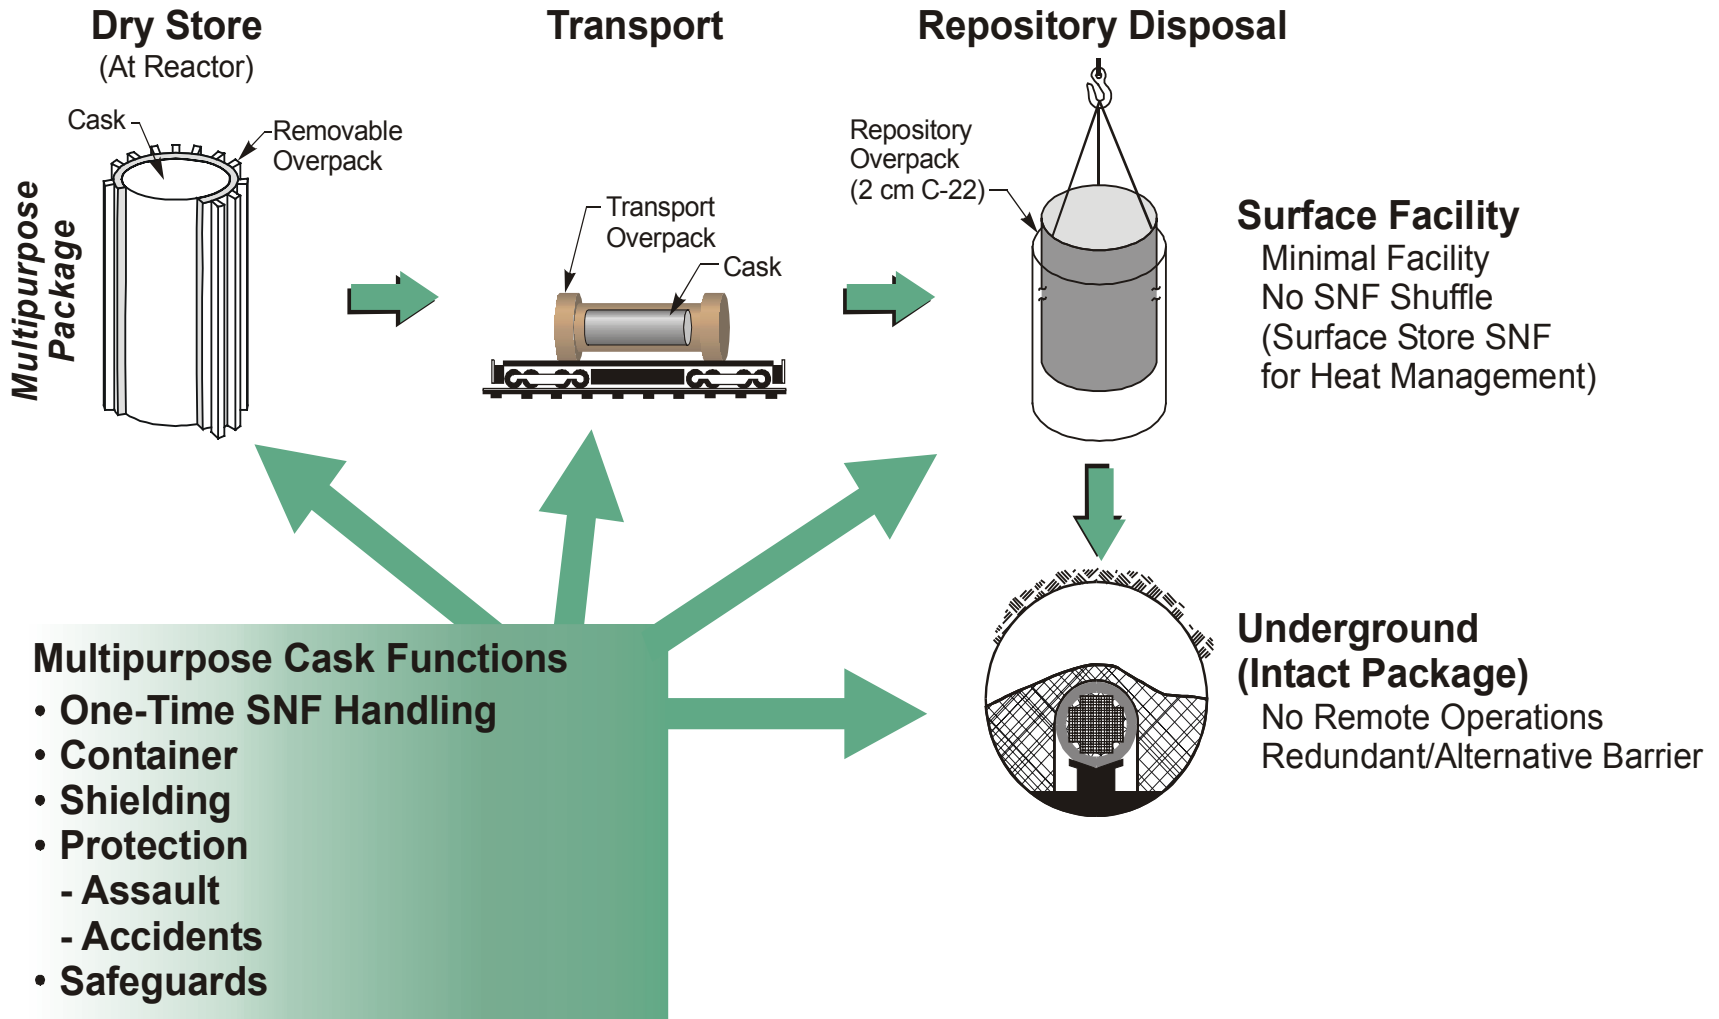 Dry Store
(At Reactor)
Transport
Repository Disposal
Cask
Removable
Overpack
Multipurpose
Package
Transport
Overpack
Cask
Repository
Overpack
(2 cm C-22)
Surface Facility
Minimal Facility
No SNF Shuffle
(Surface Store SNF
for Heat Management)
Underground
(Intact Package)
No Remote Operations
Redundant/Alternative Barrier
Multipurpose Cask Functions
• One-Time SNF Handling
• Container
• Shielding
• Protection
- Assault
- Accidents
• Safeguards